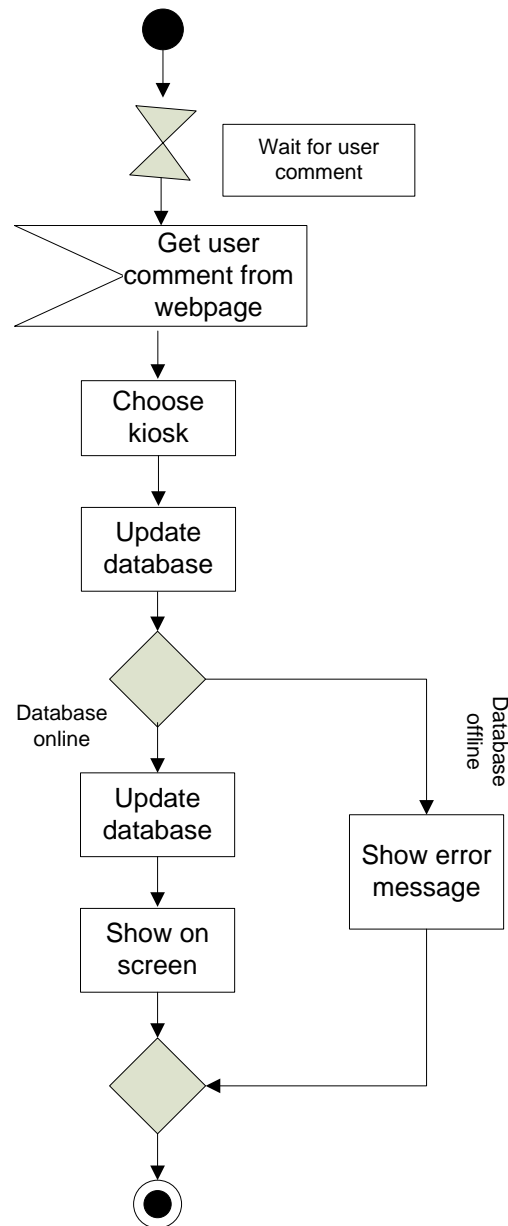 Wait for user
comment
Get user
comment from
webpage
Choose
kiosk
Update
database
Database
online
Database
offline
Update
database
Show error
message
Show on
screen